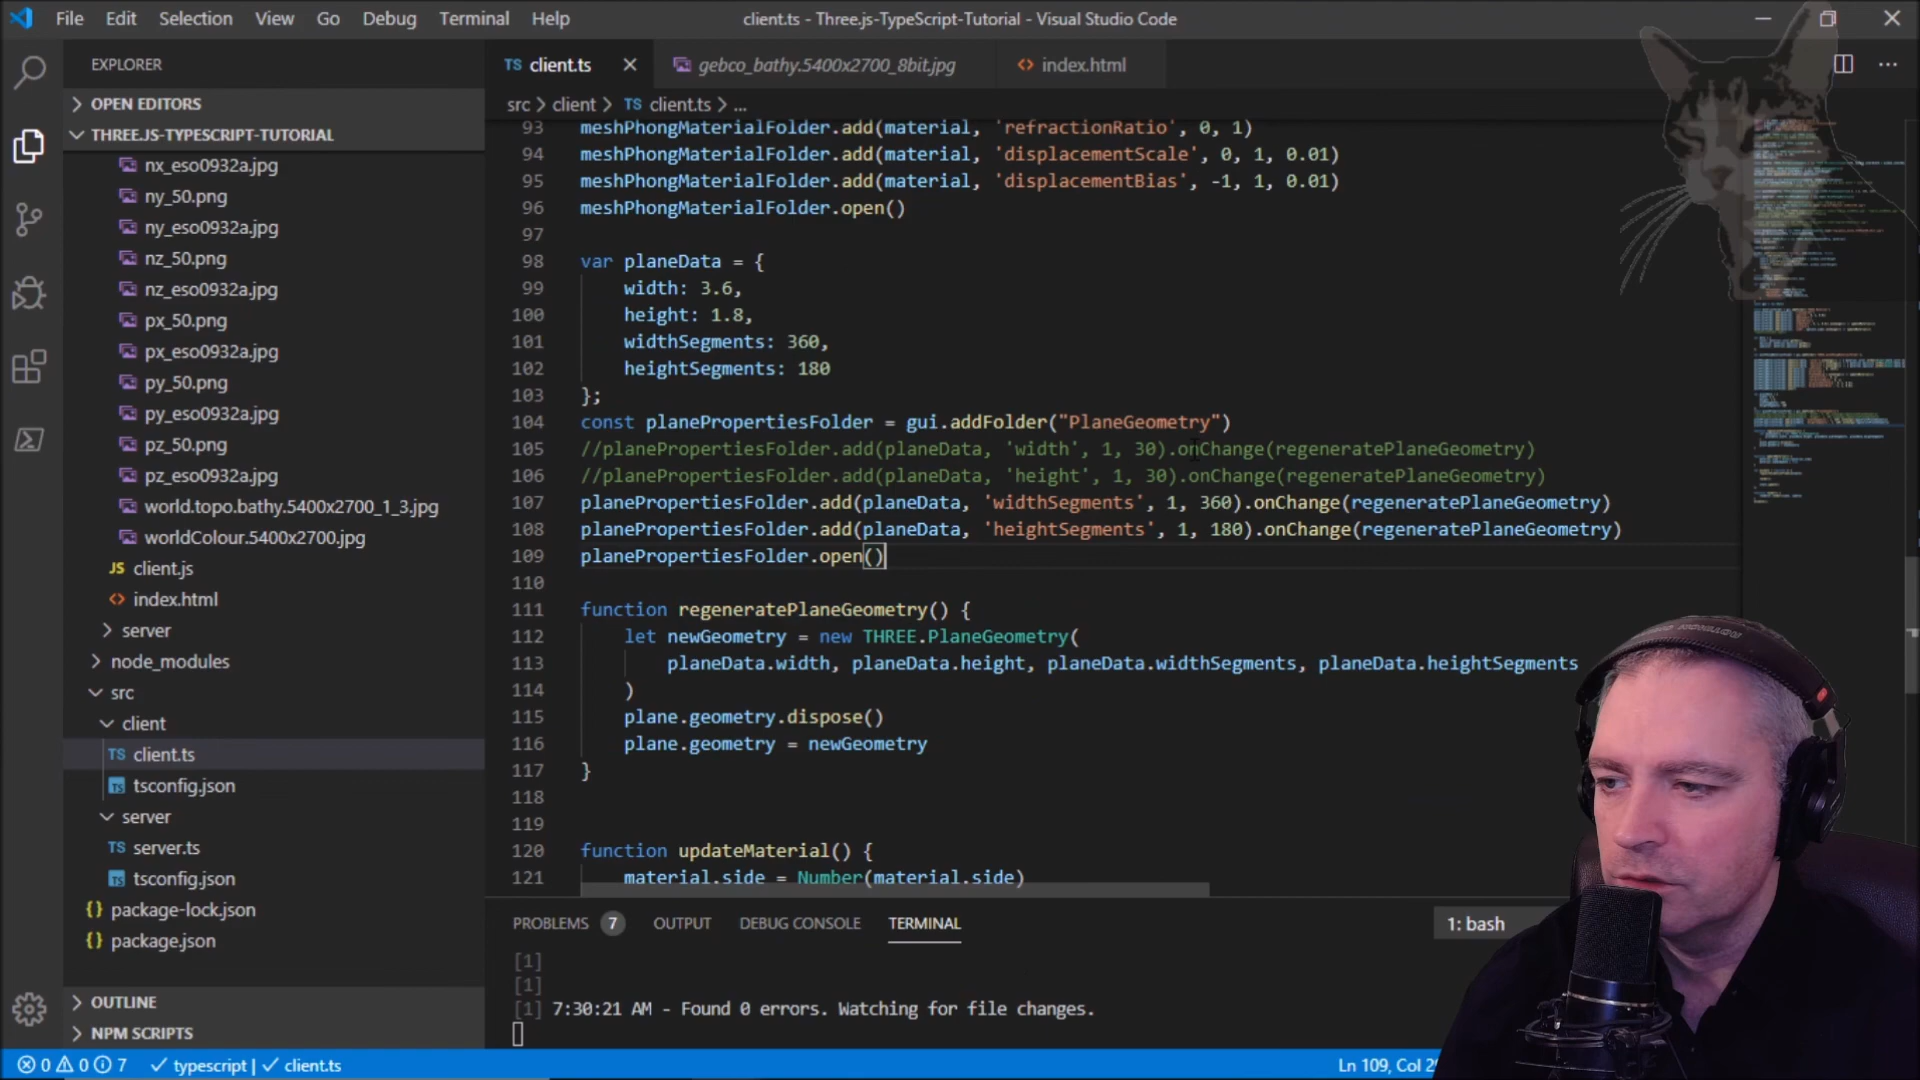 File Edit Selection View Go Debug Terminal Help
client.ts - Three.js-TypeScript-Tutorial - Visual Studio Code
EXPLORER
OPEN EDITORS
THREE.JS-TYPESCRIPT-TUTORIAL
nx_eso0932a.jpg
ny_50.png
ny_eso0932a.jpg
nz_50.png
nz_eso0932a.jpg
px_50.png
px_eso0932a.jpg
py_50.png
py_eso0932a.jpg
pz_50.png
pz_eso0932a.jpg
world.topo.bathy.5400x2700_1_3.jpg
worldColour.5400x2700.jpg
JS client.js
<> index.html
server
node_modules
src
client
TS client.ts
TS tsconfig.json
server
TS server.ts
TS tsconfig.json
{} package-lock.json
{} package.json
OUTLINE
NPM SCRIPTS
TS client.ts
gebco_bathy.5400x2700_8bit.jpg
<> index.html
src > client > TS client.ts > ...
93 meshPhongMaterialFolder.add(material, 'refractionRatio', 0, 1)
94 meshPhongMaterialFolder.add(material, 'displacementScale', 0, 1, 0.01)
95 meshPhongMaterialFolder.add(material, 'displacementBias', -1, 1, 0.01)
96 meshPhongMaterialFolder.open()
97
98 var planeData = {
99 width: 3.6,
100 height: 1.8,
101 widthSegments: 360,
102 heightSegments: 180
103 };
104 const planePropertiesFolder = gui.addFolder("PlaneGeometry")
105 //planePropertiesFolder.add(planeData, 'width', 1, 30).onChange(regeneratePlaneGeometry)
106 //planePropertiesFolder.add(planeData, 'height', 1, 30).onChange(regeneratePlaneGeometry)
107 planePropertiesFolder.add(planeData, 'widthSegments', 1, 360).onChange(regeneratePlaneGeometry)
108 planePropertiesFolder.add(planeData, 'heightSegments', 1, 180).onChange(regeneratePlaneGeometry)
109 planePropertiesFolder.open()
110
111 function regeneratePlaneGeometry() {
112 let newGeometry = new THREE.PlaneGeometry(
113 planeData.width, planeData.height, planeData.widthSegments, planeData.heightSegments
114 )
115 plane.geometry.dispose()
116 plane.geometry = newGeometry
117 }
118
119
120 function updateMaterial() {
121 material.side = Number(material.side)
PROBLEMS 7 OUTPUT DEBUG CONSOLE TERMINAL
1: bash
[1]
[1]
[1] 7:30:21 AM - Found 0 errors. Watching for file changes.
0 0 7 typescript | client.ts
Ln 109, Col